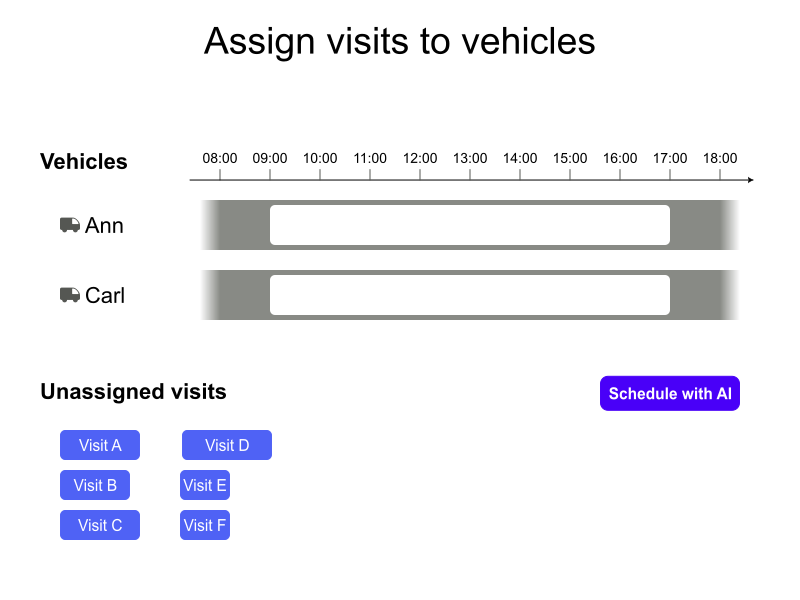 Assign visits to vehicles
Vehicles
08:00 09:00 10:00 11:00 12:00 13:00 14:00 15:00 16:00 17:00 18:00
Ann
Carl
Unassigned visits
Schedule with AI
Visit A
Visit D
Visit B
Visit E
Visit C
Visit F